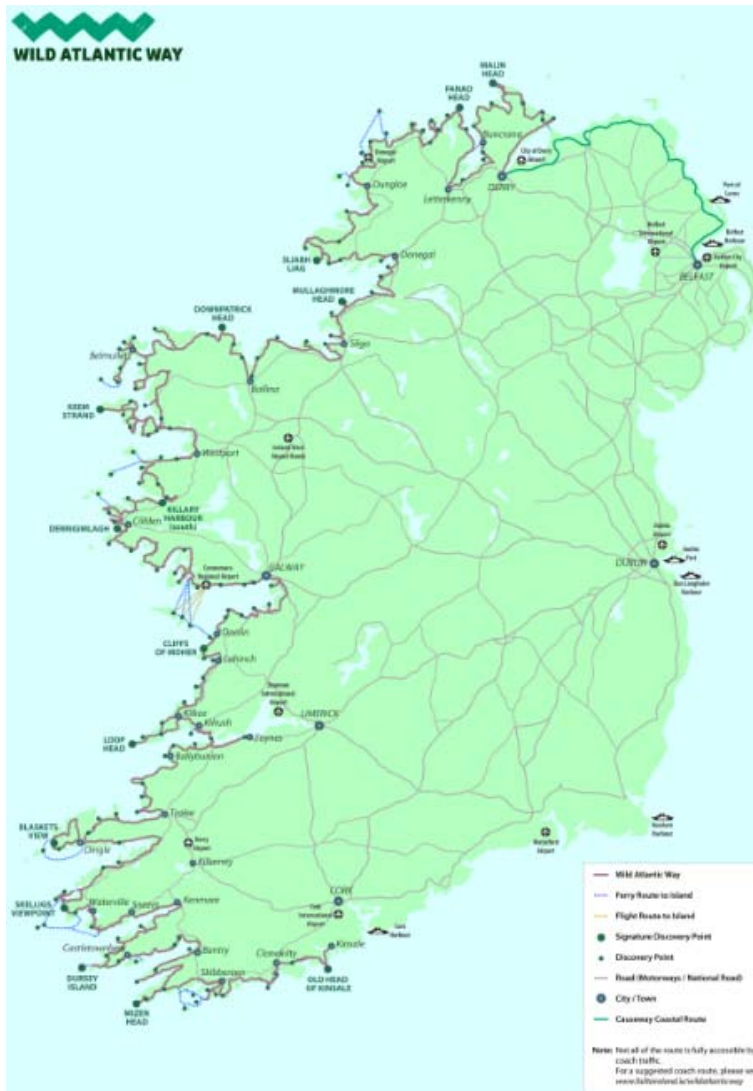 WILD ATLANTIC WAY
MALIN
HEAD
FANAD
HEAD
Buncrana
City of Derry
Airport
Donegal
Airport
Dungloe
Letterkenny
DERRY
Port of
Larne
Belfast
International
Airport
Belfast
Harbour
Belfast City
Airport
BELFAST
SLIABH
LIAG
Donegal
MULLAGHMORE
HEAD
DOWNPATRICK
HEAD
Sligo
Belmullet
Ballina
KEEM
STRAND
Ireland West
Airport Knock
Westport
KILLARY
HARBOUR
(south)
DERRIGIMLAGH
Clifden
Dublin
Airport
Dublin
Port
DUBLIN
Dun Laoghaire
Harbour
Connemara
Regional Airport
GALWAY
Doolin
CLIFFS
OF MOHER
Lahinch
Shannon
International
Airport
Kilkee
Kilrush
LIMERICK
LOOP
HEAD
Foynes
Ballybunion
Tralee
BLASKETS
VIEW
Dingle
Kerry
Airport
Killarney
Waterford
Airport
Rosslare
Harbour
SKELLIGS
VIEWPOINT
Waterville
Sneem
Kenmare
CORK
Cork
International
Airport
Cork
Harbour
Castletownbere
Bantry
Clonakilty
Kinsale
DURSEY
ISLAND
Skibbereen
OLD HEAD
OF KINSALE
MIZEN
HEAD
Wild Atlantic Way
Ferry Route to Island
Flight Route to Island
Signature Discovery Point
Discovery Point
Road (Motorways / National Road)
City / Town
Causeway Coastal Route
Note: Not all of the route is fully accessible to
coach traffic.
For a suggested coach route, please